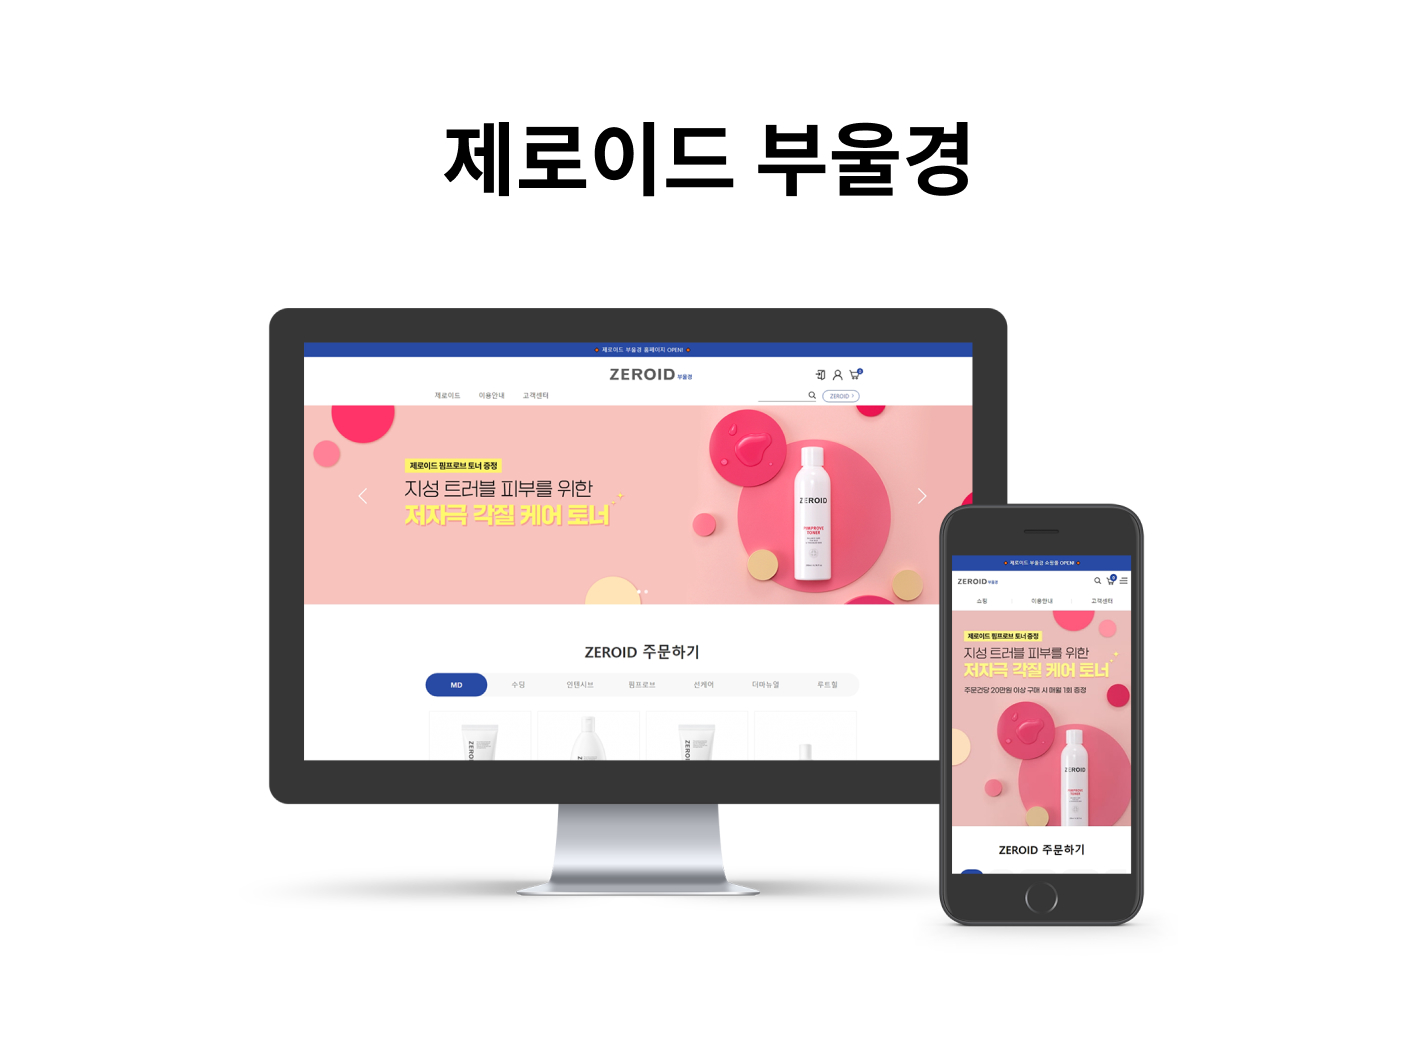 제로이드 부울경
제로이드 부울경 홈페이지 OPEN!
ZEROID 부울경
제로이드 이용안내 고객센터
ZEROID >
제로이드 핌프로브 토너 증정
지성 트러블 피부를 위한
저자극 각질 케어 토너
ZEROID
PIMPROVE
TONER
ZEROID 주문하기
MD 수딩 인텐시브 핌프로브 선케어 더마뉴얼 루트힐
ZEROID
ZEROID
제로이드 부울경 쇼핑몰 OPEN!
ZEROID 부울경
쇼핑 이용안내 고객센터
제로이드 핌프로브 토너 증정
지성 트러블 피부를 위한
저자극 각질 케어 토너
주문건당 20만원 이상 구매 시 매월 1회 증정
ZEROID
PIMPROVE
TONER
ZEROID 주문하기